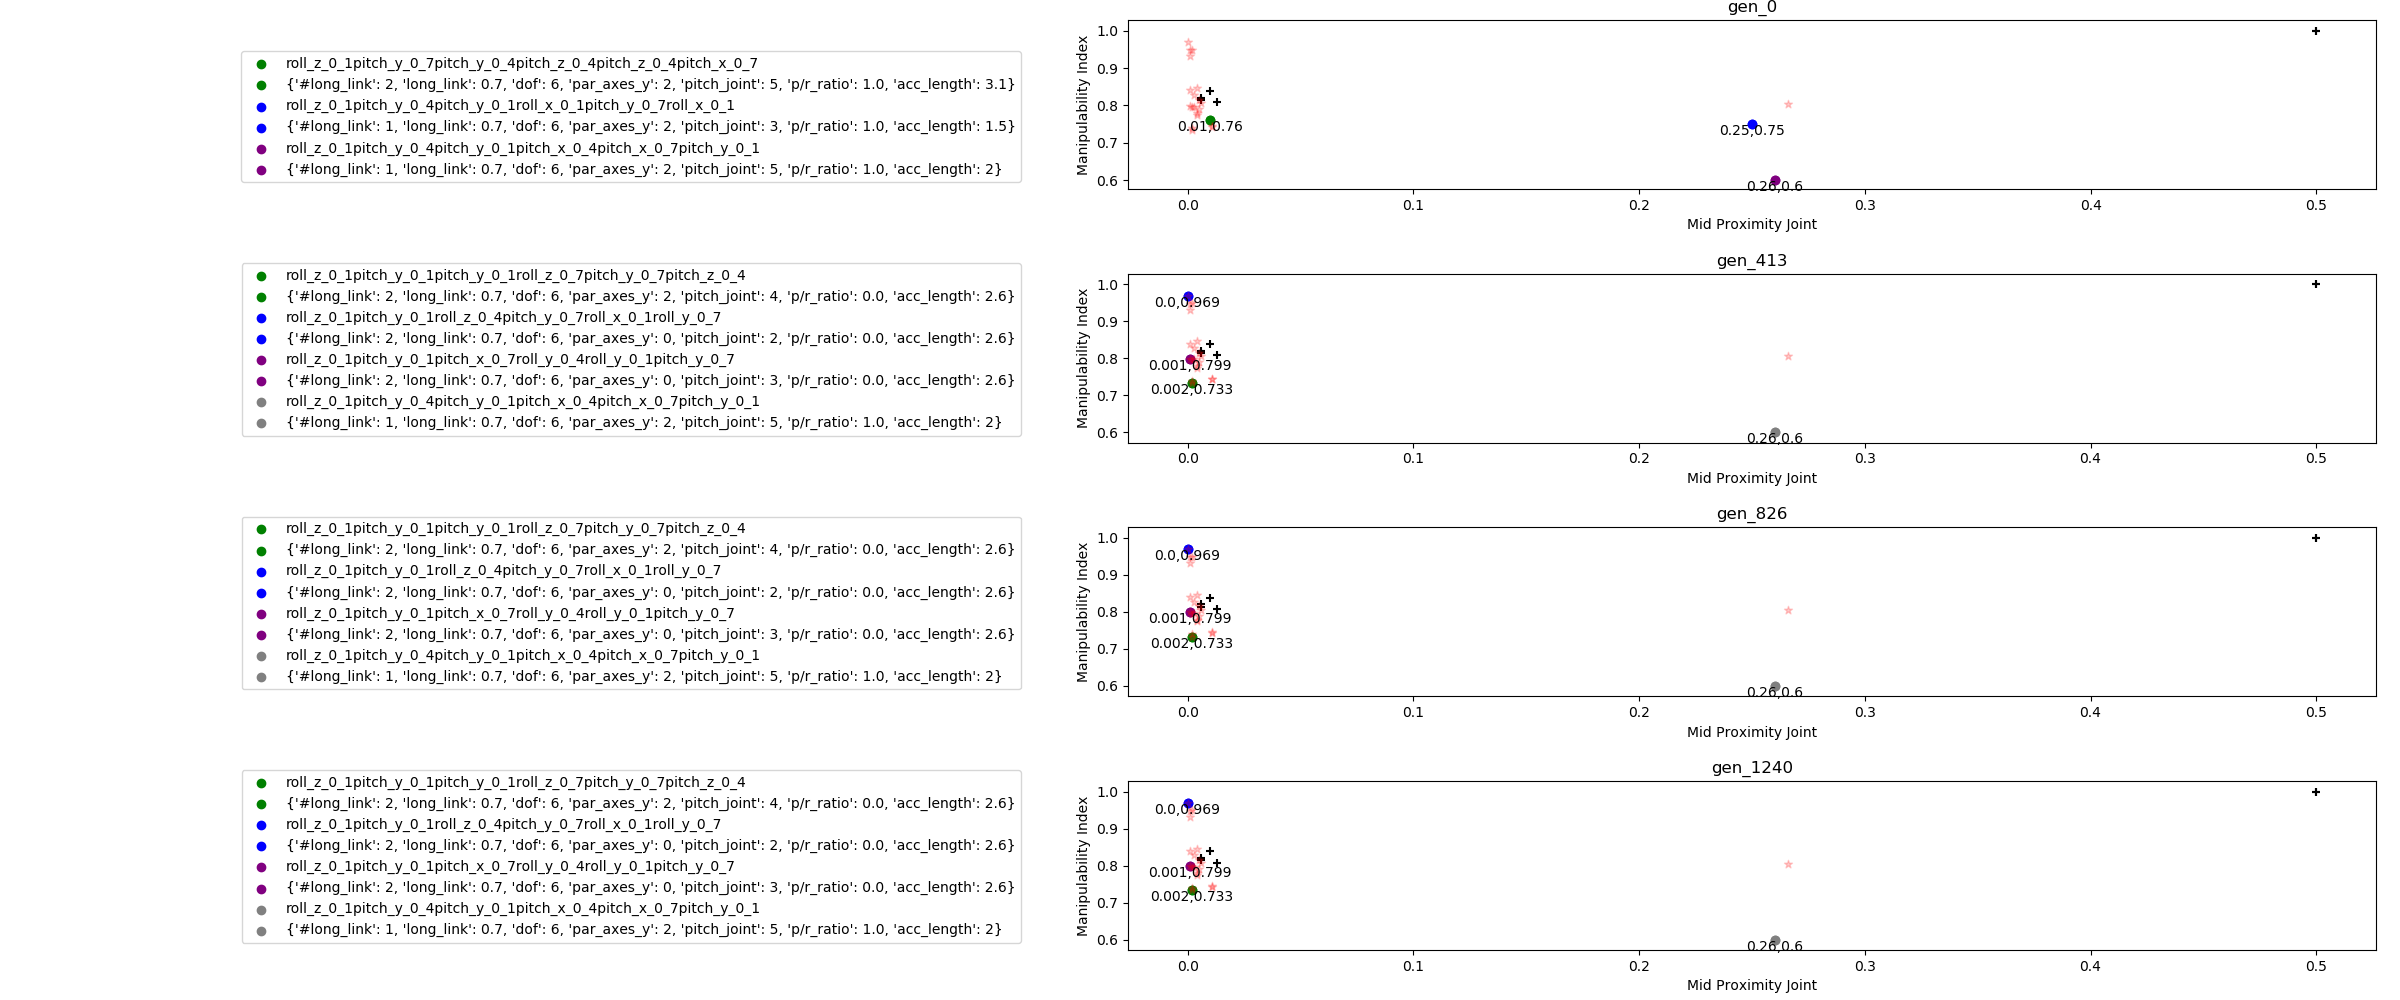 gen_0
roll_z_0_1pitch_y_0_7pitch_y_0_4pitch_z_0_4pitch_z_0_4pitch_x_0_7
{'#long_link': 2, 'long_link': 0.7, 'dof': 6, 'par_axes_y': 2, 'pitch_joint': 5, 'p/r_ratio': 1.0, 'acc_length': 3.1}
roll_z_0_1pitch_y_0_4pitch_y_0_1roll_x_0_1pitch_y_0_7roll_x_0_1
{'#long_link': 1, 'long_link': 0.7, 'dof': 6, 'par_axes_y': 2, 'pitch_joint': 3, 'p/r_ratio': 1.0, 'acc_length': 1.5}
roll_z_0_1pitch_y_0_4pitch_y_0_1pitch_x_0_4pitch_x_0_7pitch_y_0_1
{'#long_link': 1, 'long_link': 0.7, 'dof': 6, 'par_axes_y': 2, 'pitch_joint': 5, 'p/r_ratio': 1.0, 'acc_length': 2}
Manipulability Index
1.0
0.9
0.8
0.7
0.6
0.01,0.76
0.25,0.75
0.26,0.6
0.0 0.1 0.2 0.3 0.4 0.5
Mid Proximity Joint
gen_413
roll_z_0_1pitch_y_0_1pitch_y_0_1roll_z_0_7pitch_y_0_7pitch_z_0_4
{'#long_link': 2, 'long_link': 0.7, 'dof': 6, 'par_axes_y': 2, 'pitch_joint': 4, 'p/r_ratio': 0.0, 'acc_length': 2.6}
roll_z_0_1pitch_y_0_1roll_z_0_4pitch_y_0_7roll_x_0_1roll_y_0_7
{'#long_link': 2, 'long_link': 0.7, 'dof': 6, 'par_axes_y': 0, 'pitch_joint': 2, 'p/r_ratio': 0.0, 'acc_length': 2.6}
roll_z_0_1pitch_y_0_1pitch_x_0_7roll_y_0_4roll_y_0_1pitch_y_0_7
{'#long_link': 2, 'long_link': 0.7, 'dof': 6, 'par_axes_y': 0, 'pitch_joint': 3, 'p/r_ratio': 0.0, 'acc_length': 2.6}
roll_z_0_1pitch_y_0_4pitch_y_0_1pitch_x_0_4pitch_x_0_7pitch_y_0_1
{'#long_link': 1, 'long_link': 0.7, 'dof': 6, 'par_axes_y': 2, 'pitch_joint': 5, 'p/r_ratio': 1.0, 'acc_length': 2}
Manipulability Index
1.0
0.9
0.8
0.7
0.6
0.0,0.969
0.001,0.799
0.002,0.733
0.26,0.6
0.0 0.1 0.2 0.3 0.4 0.5
Mid Proximity Joint
gen_826
roll_z_0_1pitch_y_0_1pitch_y_0_1roll_z_0_7pitch_y_0_7pitch_z_0_4
{'#long_link': 2, 'long_link': 0.7, 'dof': 6, 'par_axes_y': 2, 'pitch_joint': 4, 'p/r_ratio': 0.0, 'acc_length': 2.6}
roll_z_0_1pitch_y_0_1roll_z_0_4pitch_y_0_7roll_x_0_1roll_y_0_7
{'#long_link': 2, 'long_link': 0.7, 'dof': 6, 'par_axes_y': 0, 'pitch_joint': 2, 'p/r_ratio': 0.0, 'acc_length': 2.6}
roll_z_0_1pitch_y_0_1pitch_x_0_7roll_y_0_4roll_y_0_1pitch_y_0_7
{'#long_link': 2, 'long_link': 0.7, 'dof': 6, 'par_axes_y': 0, 'pitch_joint': 3, 'p/r_ratio': 0.0, 'acc_length': 2.6}
roll_z_0_1pitch_y_0_4pitch_y_0_1pitch_x_0_4pitch_x_0_7pitch_y_0_1
{'#long_link': 1, 'long_link': 0.7, 'dof': 6, 'par_axes_y': 2, 'pitch_joint': 5, 'p/r_ratio': 1.0, 'acc_length': 2}
Manipulability Index
1.0
0.9
0.8
0.7
0.6
0.0,0.969
0.001,0.799
0.002,0.733
0.26,0.6
0.0 0.1 0.2 0.3 0.4 0.5
Mid Proximity Joint
gen_1240
roll_z_0_1pitch_y_0_1pitch_y_0_1roll_z_0_7pitch_y_0_7pitch_z_0_4
{'#long_link': 2, 'long_link': 0.7, 'dof': 6, 'par_axes_y': 2, 'pitch_joint': 4, 'p/r_ratio': 0.0, 'acc_length': 2.6}
roll_z_0_1pitch_y_0_1roll_z_0_4pitch_y_0_7roll_x_0_1roll_y_0_7
{'#long_link': 2, 'long_link': 0.7, 'dof': 6, 'par_axes_y': 0, 'pitch_joint': 2, 'p/r_ratio': 0.0, 'acc_length': 2.6}
roll_z_0_1pitch_y_0_1pitch_x_0_7roll_y_0_4roll_y_0_1pitch_y_0_7
{'#long_link': 2, 'long_link': 0.7, 'dof': 6, 'par_axes_y': 0, 'pitch_joint': 3, 'p/r_ratio': 0.0, 'acc_length': 2.6}
roll_z_0_1pitch_y_0_4pitch_y_0_1pitch_x_0_4pitch_x_0_7pitch_y_0_1
{'#long_link': 1, 'long_link': 0.7, 'dof': 6, 'par_axes_y': 2, 'pitch_joint': 5, 'p/r_ratio': 1.0, 'acc_length': 2}
Manipulability Index
1.0
0.9
0.8
0.7
0.6
0.0,0.969
0.001,0.799
0.002,0.733
0.26,0.6
0.0 0.1 0.2 0.3 0.4 0.5
Mid Proximity Joint